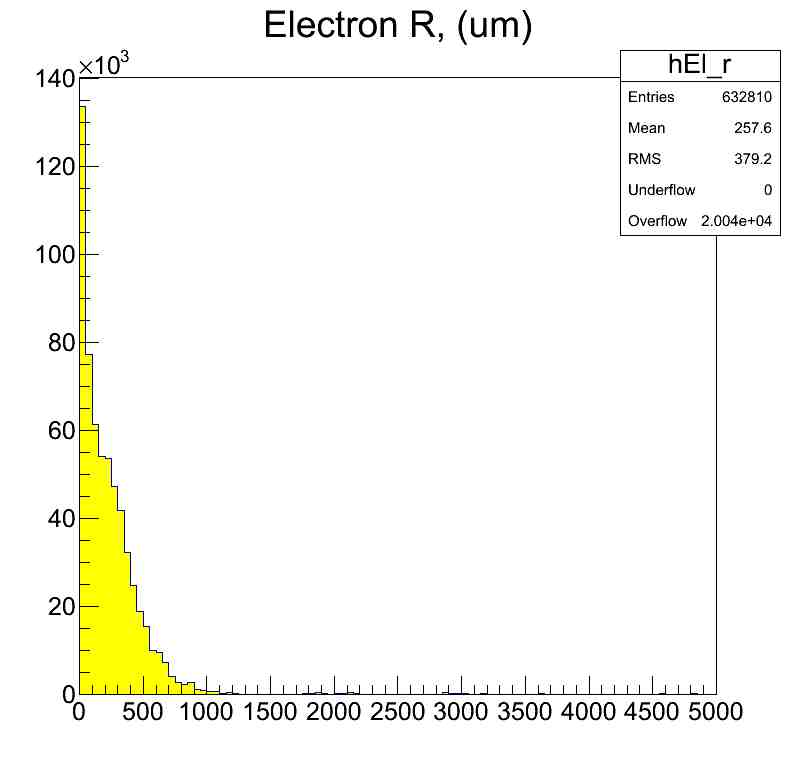 Electron R, (um)
×10³
hEl_r
Entries 632810
Mean 257.6
RMS 379.2
Underflow 0
Overflow 2.004e+04
140
120
100
80
60
40
20
0
0 500 1000 1500 2000 2500 3000 3500 4000 4500 5000